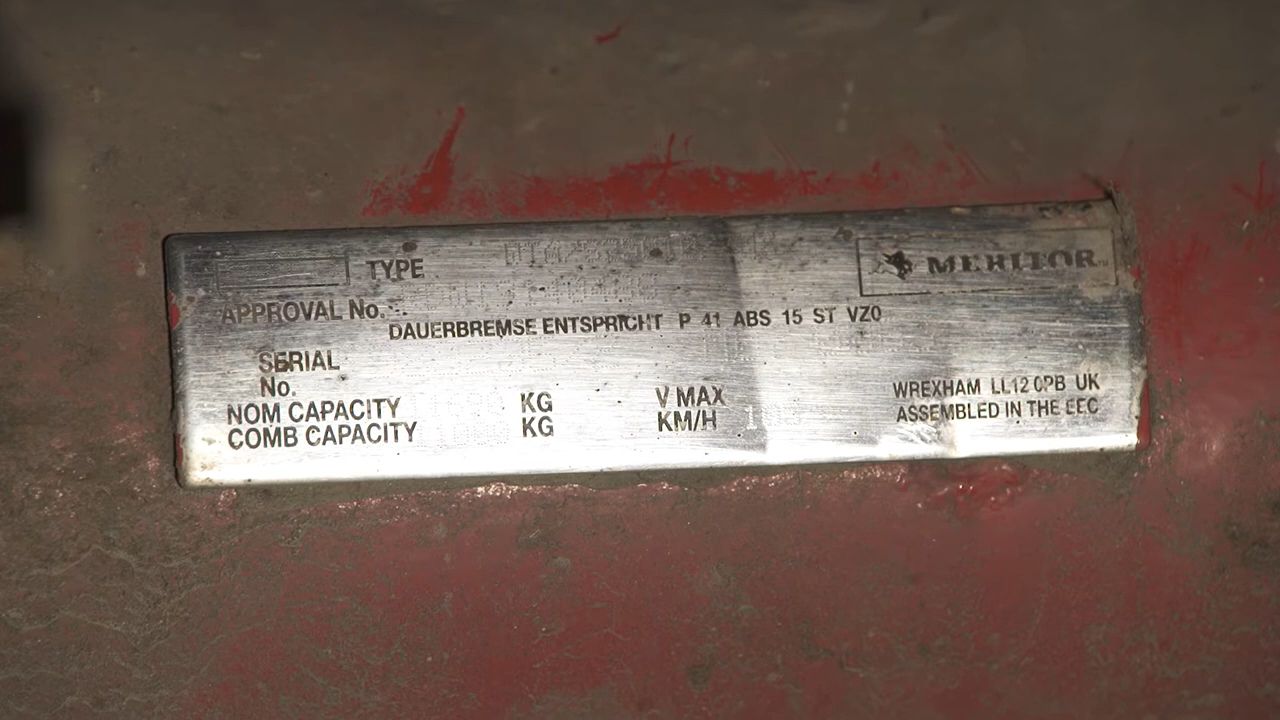 TYPE
MERITOR
APPROVAL No.
DAUERBREMSE ENTSPRICHT P 41 ABS 15 ST VZO
SERIAL
No.
NOM CAPACITY KG V MAX WREXHAM LL12 0PB UK
COMB CAPACITY KG KM/H ASSEMBLED IN THE EEC